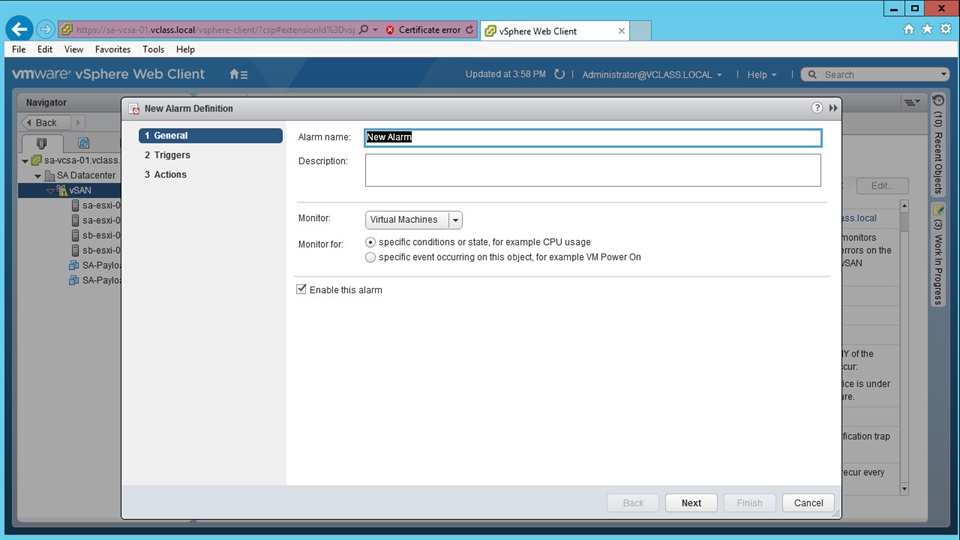 https://sa-vcsa-01.vclass.local/vsphere-client/?csp#extensionId%3Dvsp
Certificate error
vSphere Web Client
File Edit View Favorites Tools Help
vmware® vSphere Web Client
Updated at 3:58 PM
Administrator@VCLASS.LOCAL
Help
Search
Navigator
Back
sa-vcsa-01.vclass.
SA Datacenter
vSAN
sa-esxi-0
sa-esxi-0
sb-esxi-0
sb-esxi-0
SA-Paylo
SA-Paylo
New Alarm Definition
1 General
2 Triggers
3 Actions
Alarm name: New Alarm
Description:
Monitor: Virtual Machines
Monitor for: specific conditions or state, for example CPU usage
specific event occurring on this object, for example VM Power On
Enable this alarm
Back Next Finish Cancel
Edit...
ass.local
monitors
errors on the
vSAN
NY of the
ccur:
ice is under
ure.
fication trap
recur every
(10) Recent Objects
(3) Work In Progress